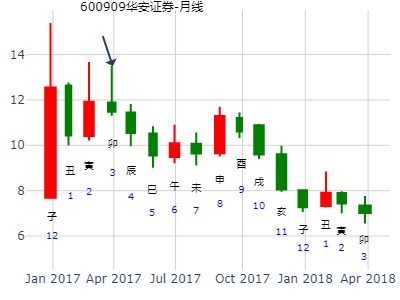 600909华安证券-月线
14
12
10
8
6
子
丑
寅
卯
辰
巳
午
未
申
酉
戌
亥
子
丑
寅
卯
12
1
2
3
4
5
6
7
8
9
10
11
12
1
2
3
Jan 2017
Apr 2017
Jul 2017
Oct 2017
Jan 2018
Apr 2018